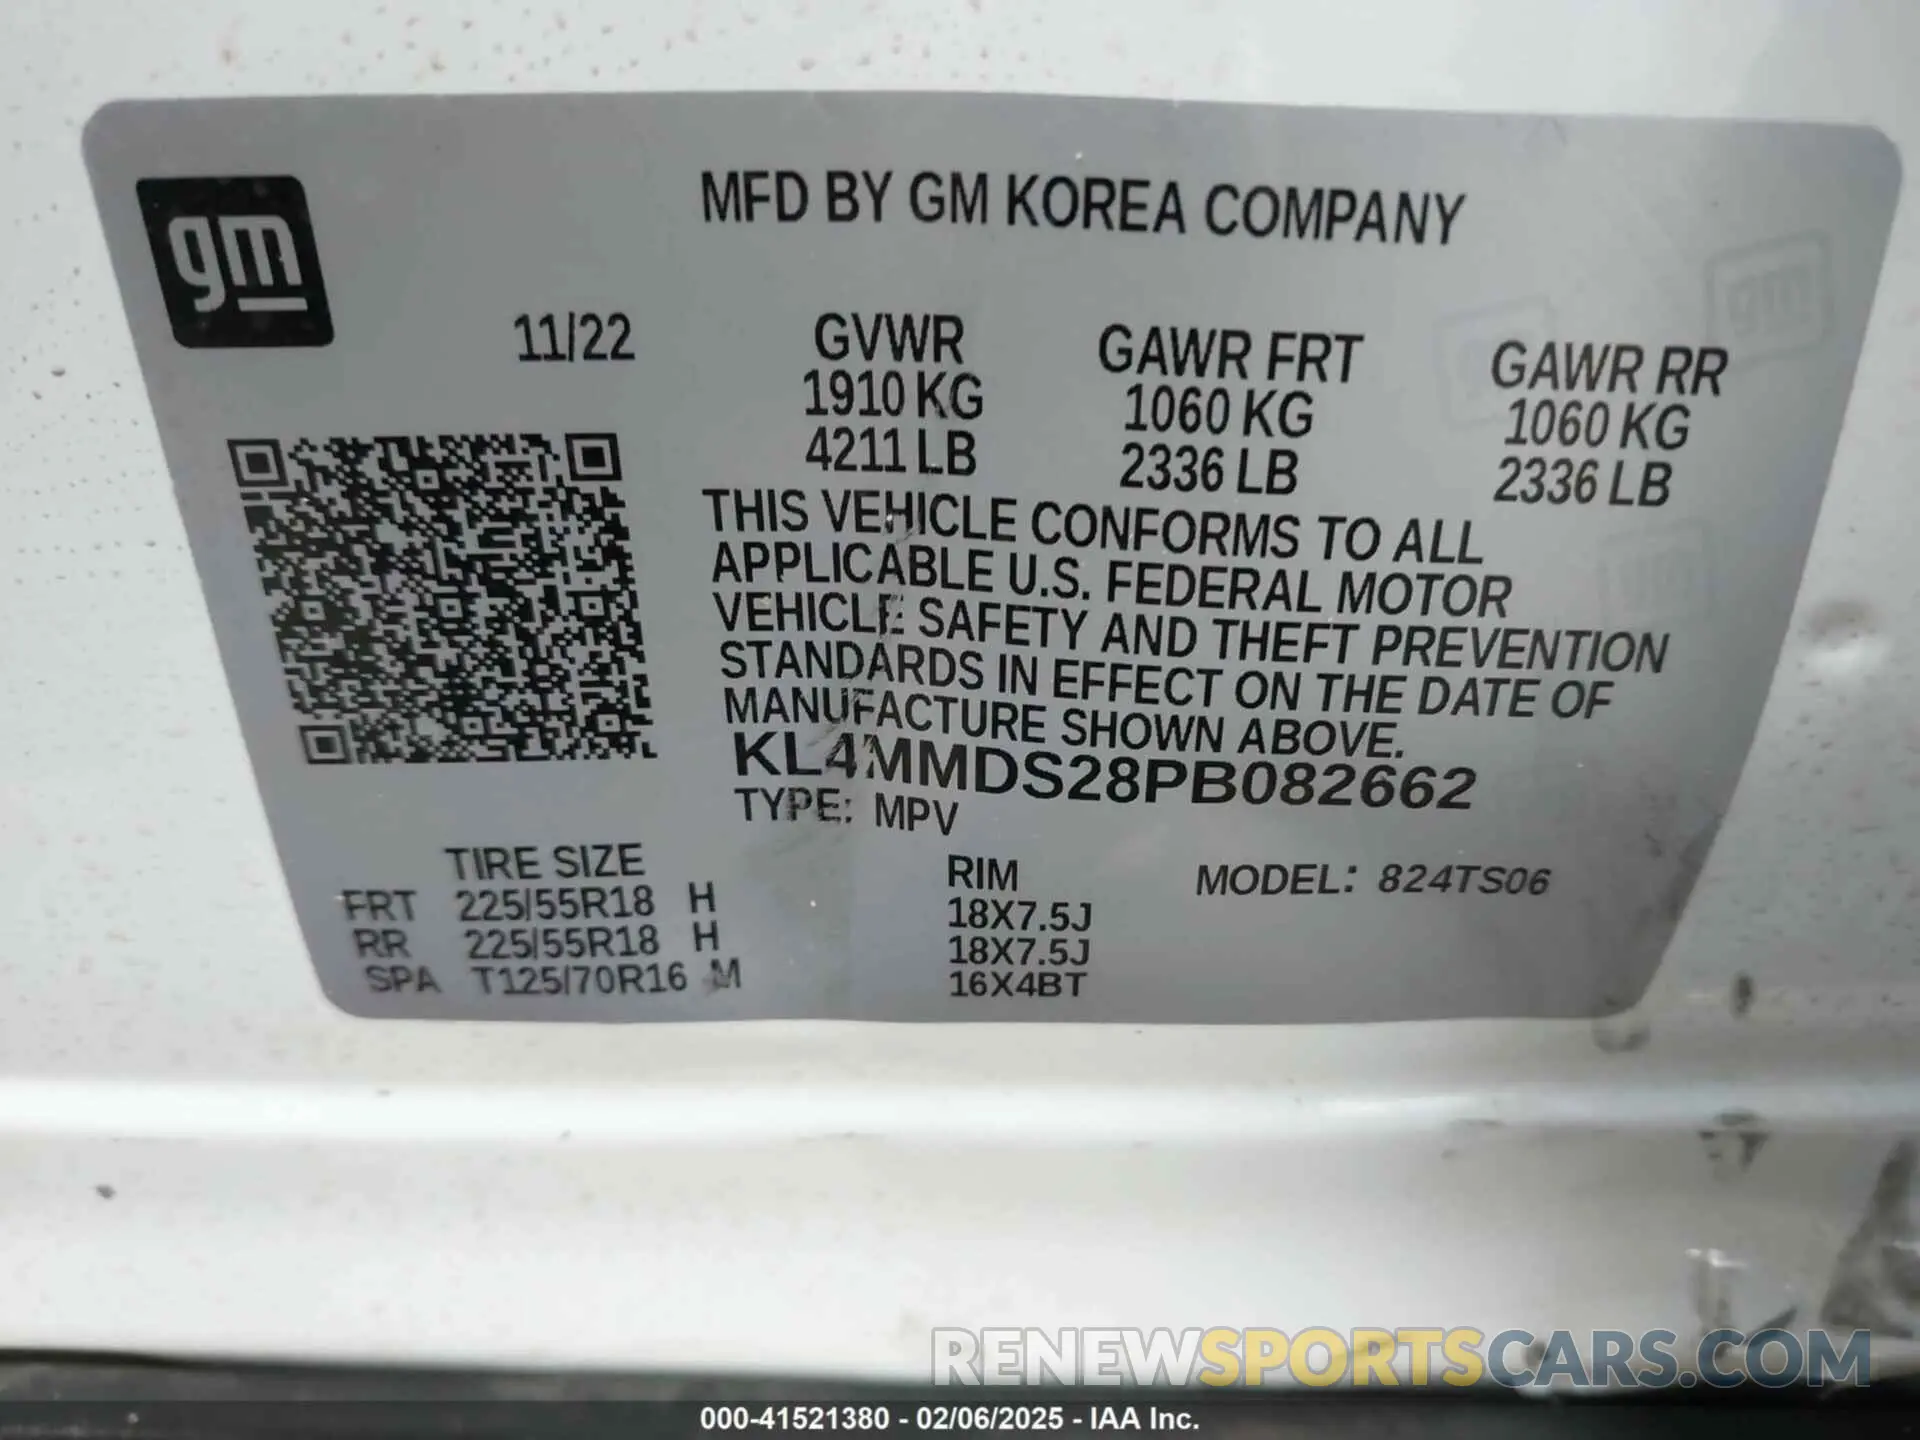 gm
MFD BY GM KOREA COMPANY
11/22
GVWR GAWR FRT GAWR RR
1910 KG 1060 KG 1060 KG
4211 LB 2336 LB 2336 LB
THIS VEHICLE CONFORMS TO ALL
APPLICABLE U.S. FEDERAL MOTOR
VEHICLE SAFETY AND THEFT PREVENTION
STANDARDS IN EFFECT ON THE DATE OF
MANUFACTURE SHOWN ABOVE.
KL4MMDS28PB082662
TYPE: MPV
TIRE SIZE RIM MODEL: 824TS06
FRT 225/55R18 H 18X7.5J
RR 225/55R18 H 18X7.5J
SPA T125/70R16 M 16X4BT
RENEWSPORTSCARS.COM
000-41521380 - 02/06/2025 - IAA Inc.